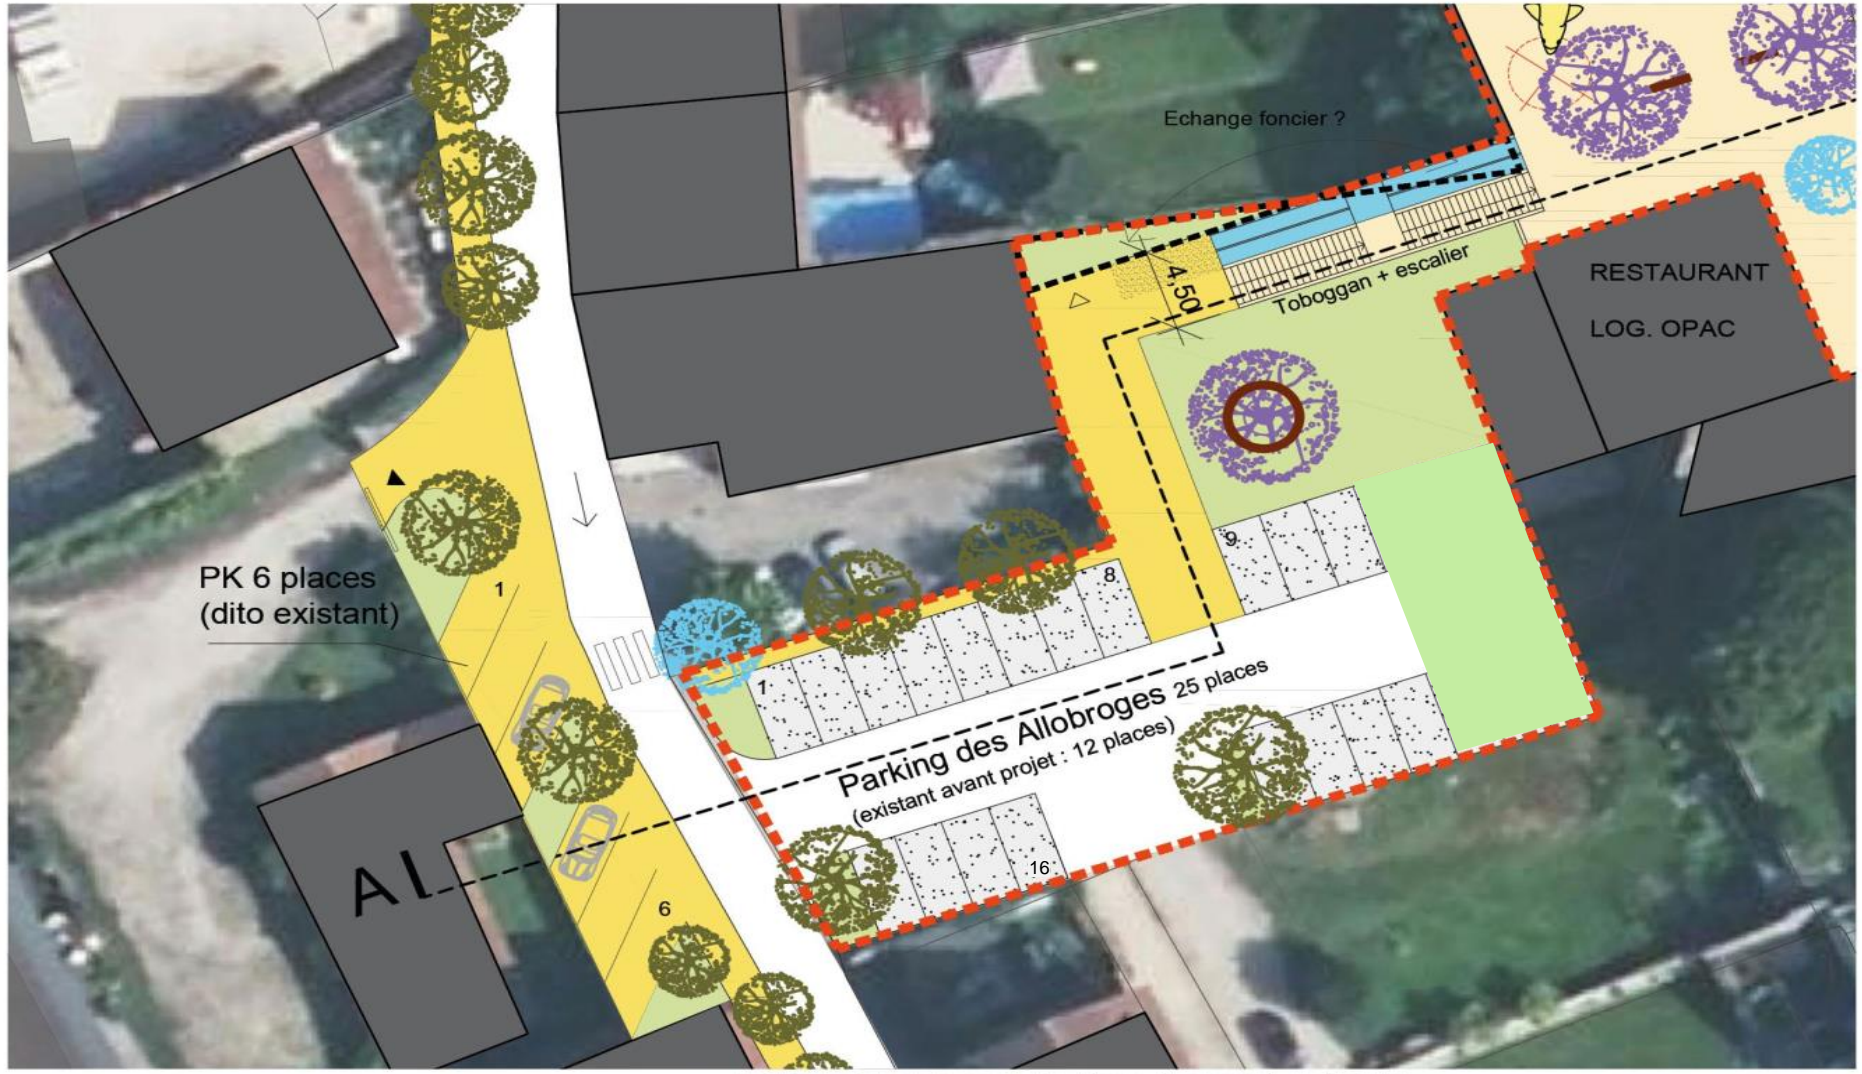 Echange foncier ?
4,50
Toboggan + escalier
RESTAURANT
LOG. OPAC
PK 6 places
(dito existant)
1
9
8
1
Parking des Allobroges 25 places
(existant avant projet : 12 places)
16
6
A